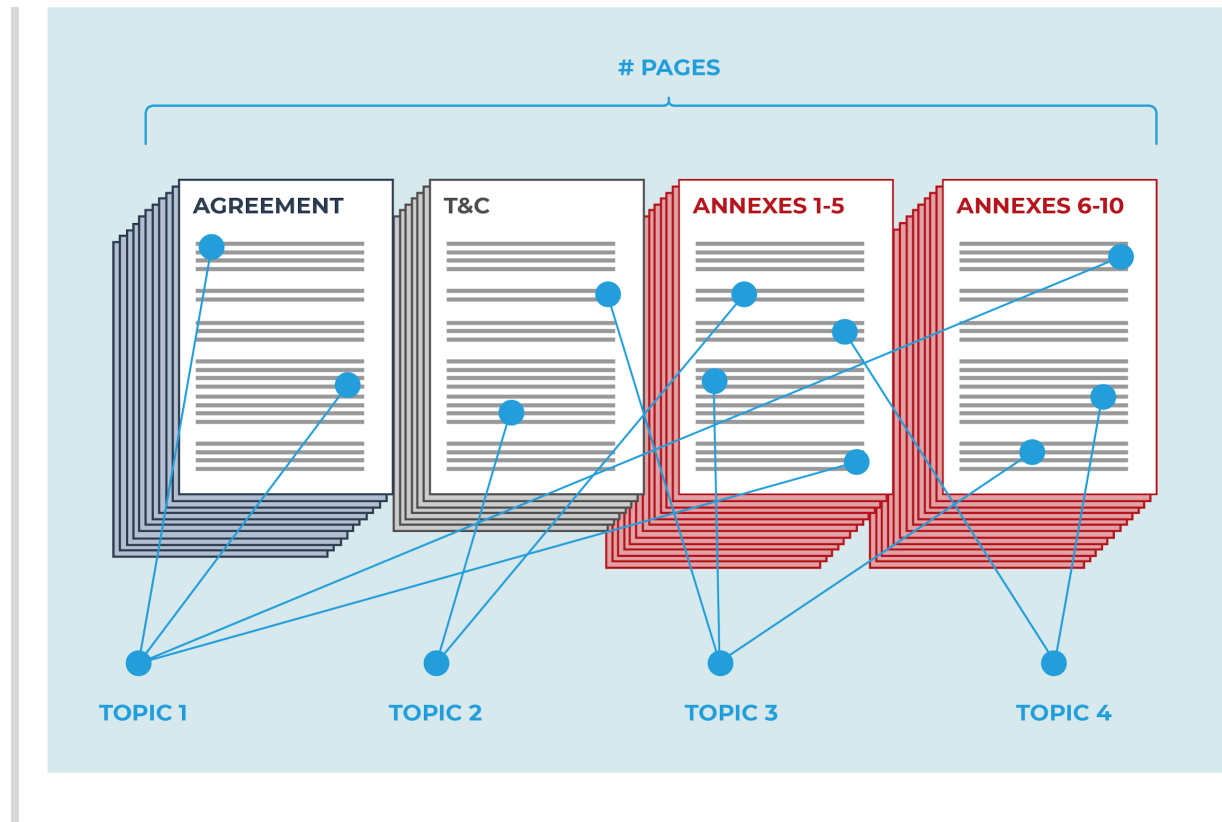 # PAGES
AGREEMENT
T&C
ANNEXES 1-5
ANNEXES 6-10
TOPIC 1
TOPIC 2
TOPIC 3
TOPIC 4